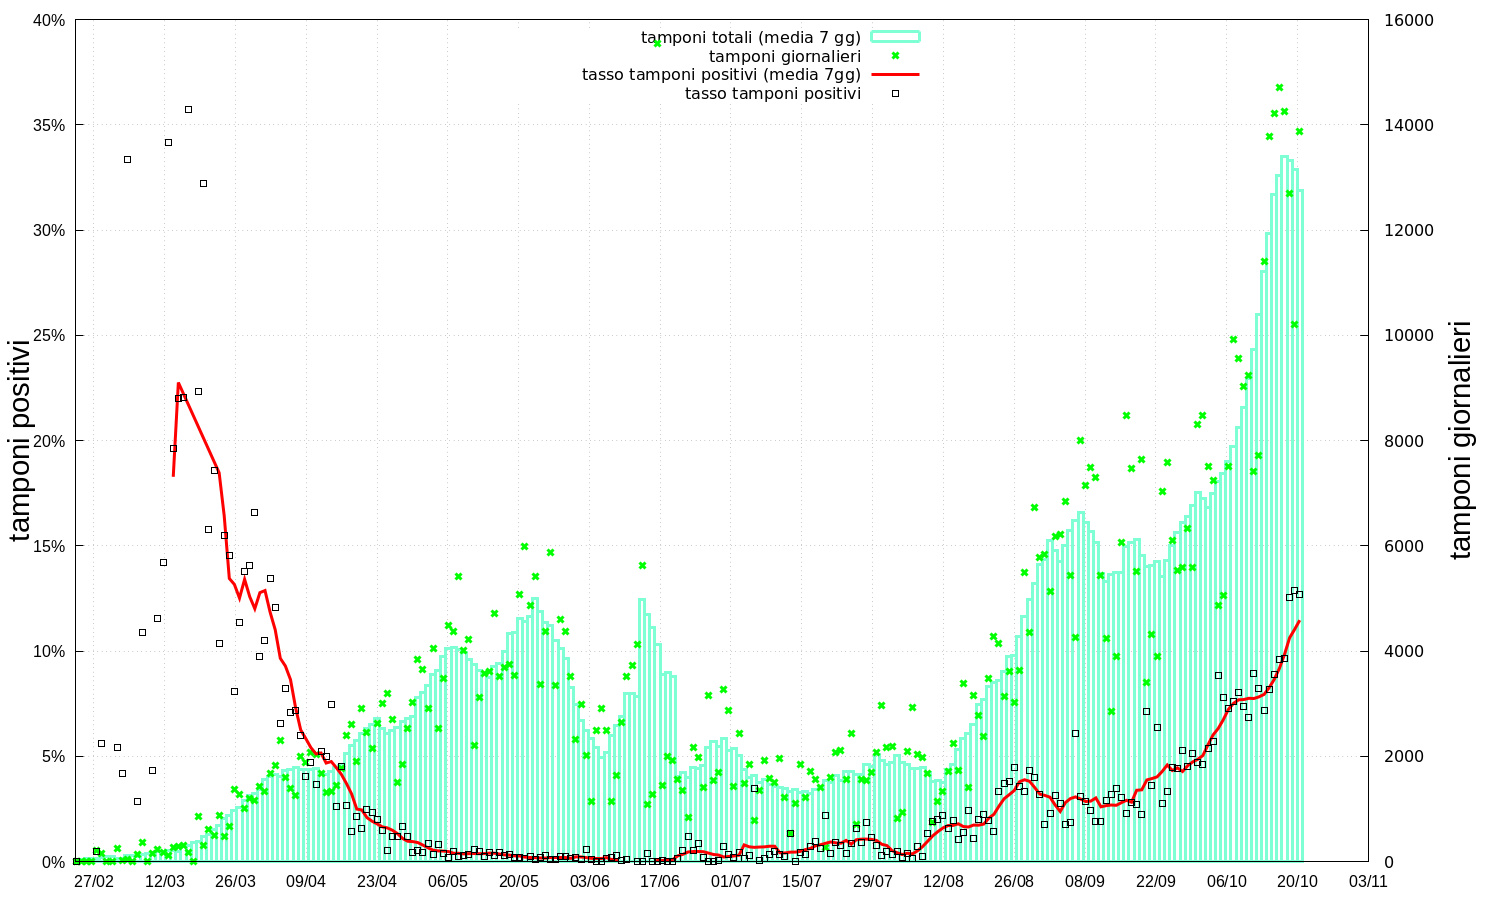 tamponi totali (media 7 gg)
tamponi giornalieri
tasso tamponi positivi (media 7gg)
tasso tamponi positivi
tamponi positivi
40%
35%
30%
25%
20%
15%
10%
5%
0%
16000
14000
12000
10000
8000
6000
4000
2000
0
tamponi giornalieri
27/02 12/03 26/03 09/04 23/04 06/05 20/05 03/06 17/06 01/07 15/07 29/07 12/08 26/08 08/09 22/09 06/10 20/10 03/11